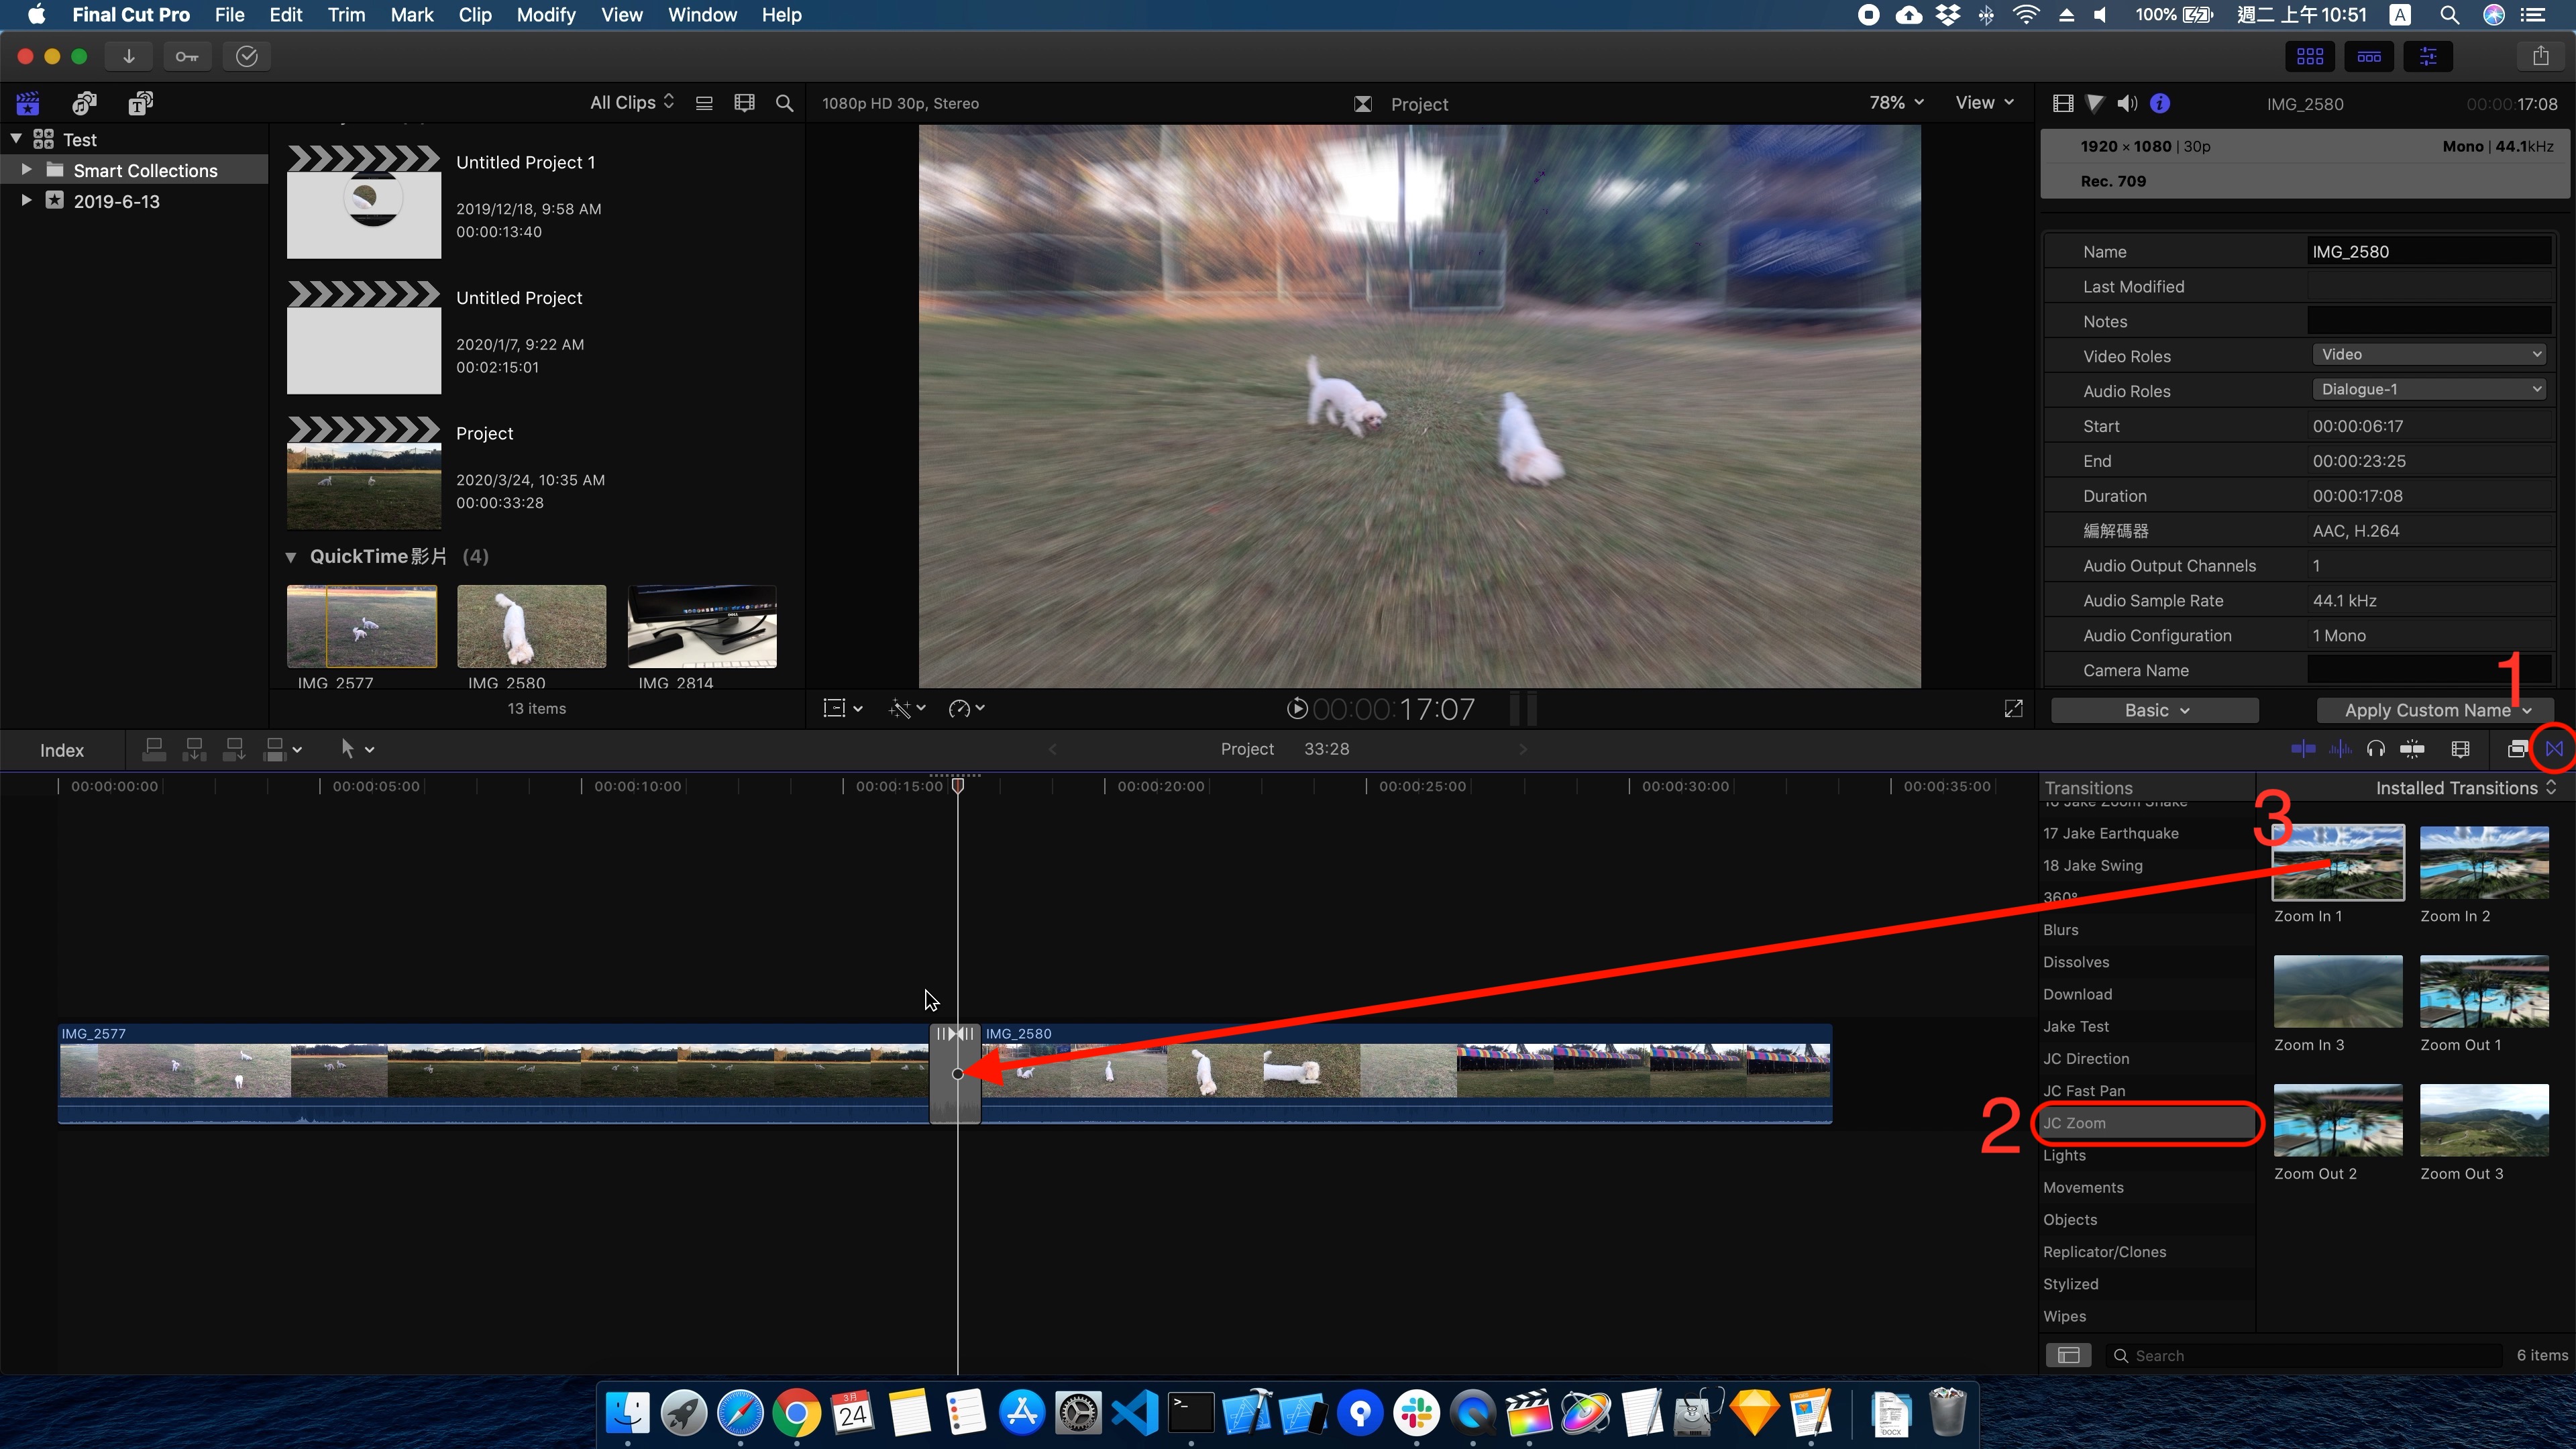 Final Cut Pro File Edit Trim Mark Clip Modify View Window Help
100% 週二 上午10:51 A
All Clips
1080p HD 30p, Stereo
Project
78% View
IMG_2580
00:00:17:08
Test
Smart Collections
2019-6-13
Untitled Project 1
2019/12/18, 9:58 AM
00:00:13:40
Untitled Project
2020/1/7, 9:22 AM
00:02:15:01
Project
2020/3/24, 10:35 AM
00:00:33:28
QuickTime影片 (4)
IMG_2577 IMG_2580 IMG_2814
13 items
1920 × 1080 | 30p
Mono | 44.1kHz
Rec. 709
Name IMG_2580
Last Modified
Notes
Video Roles Video
Audio Roles Dialogue-1
Start 00:00:06:17
End 00:00:23:25
Duration 00:00:17:08
編解碼器 AAC, H.264
Audio Output Channels 1
Audio Sample Rate 44.1 kHz
Audio Configuration 1 Mono
Camera Name
1
00:00:17:07
Basic
Apply Custom Name
Index
Project 33:28
00:00:00:00 00:00:05:00 00:00:10:00 00:00:15:00 00:00:20:00 00:00:25:00 00:00:30:00 00:00:35:00
IMG_2577
IMG_2580
Transitions
Installed Transitions
16 Jake Zoom Shake
17 Jake Earthquake
18 Jake Swing
360°
Blurs
Dissolves
Download
Jake Test
JC Direction
JC Fast Pan
2
JC Zoom
Lights
Movements
Objects
Replicator/Clones
Stylized
Wipes
3
Zoom In 1 Zoom In 2
Zoom In 3 Zoom Out 1
Zoom Out 2 Zoom Out 3
Search
6 items
3月
24
DOCX